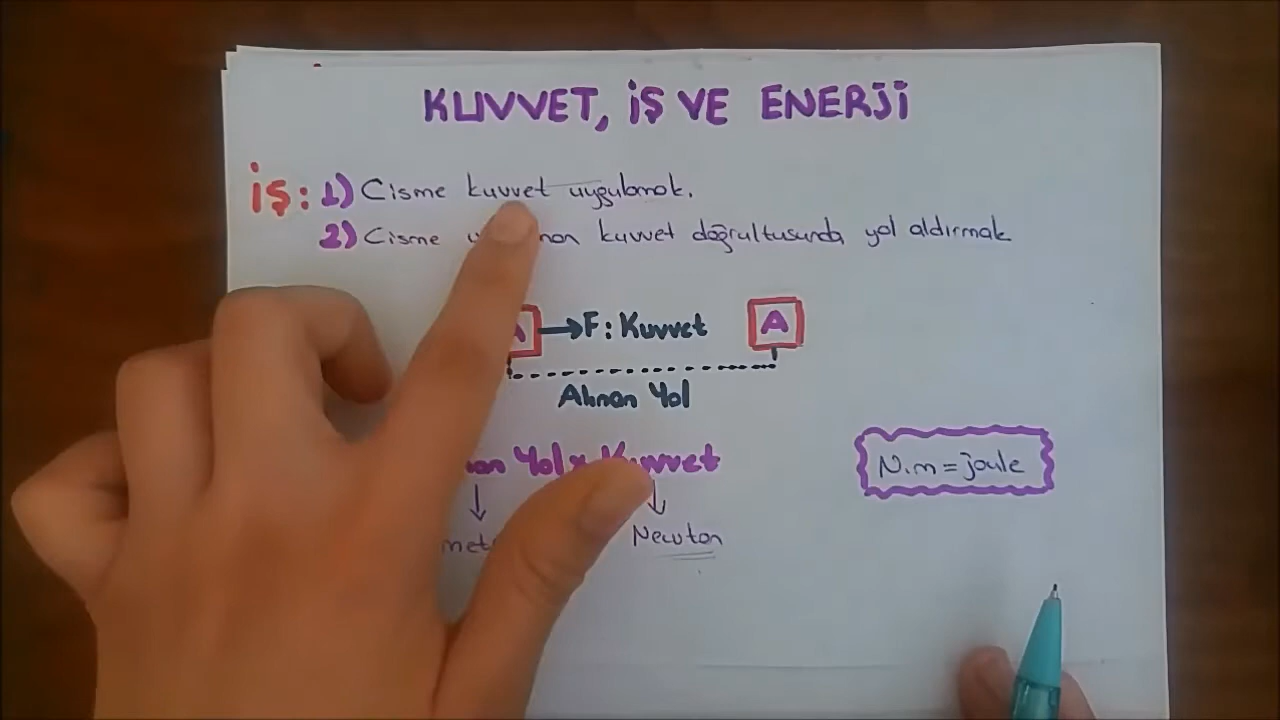 KUVVET, İŞ VE ENERJİ
İŞ: 1) Cisme kuvvet uygulamak.
2) Cisme kuvvet doğrultusunda yol aldırmak
F: Kuvvet
A
Alınan Yol
Yol x Kuvvet
N.m = joule
Newton